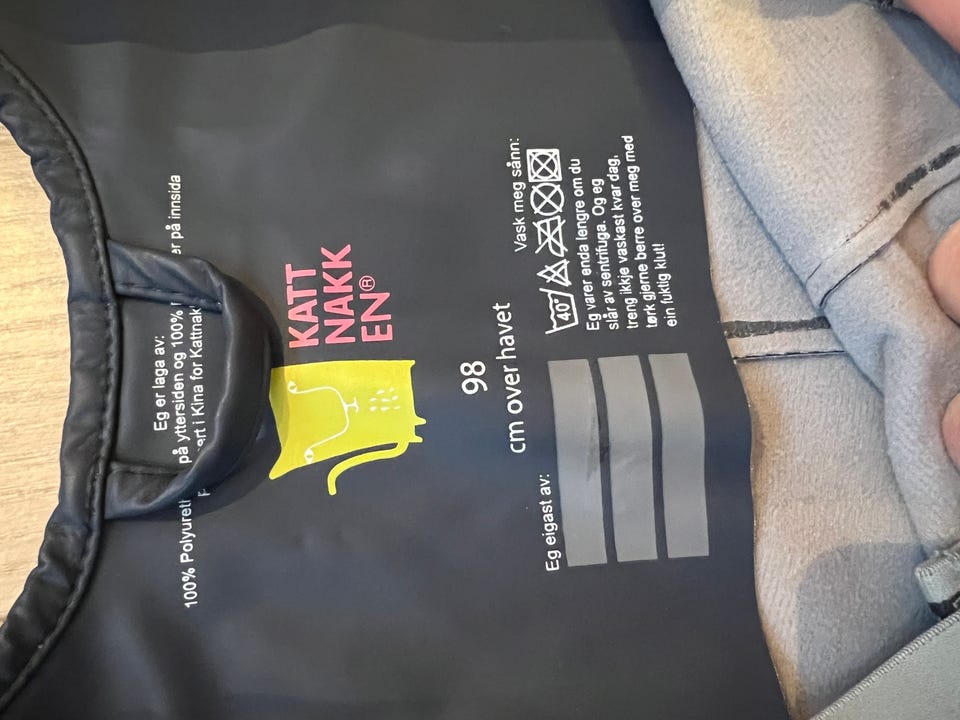 Eg er laga av:
100% Polyuret på yttersiden og 100% er på innsida
ert i Kina for Kattnak
KATT
NAKK
EN®
98
cm over havet
Eg eigast av:
Vask meg sånn:
40°
Eg varer enda lengre om du
slår av sentrifuga. Og eg
treng ikkje vaskast kvar dag,
tørk gjerne berre over meg med
ein fuktig klut!